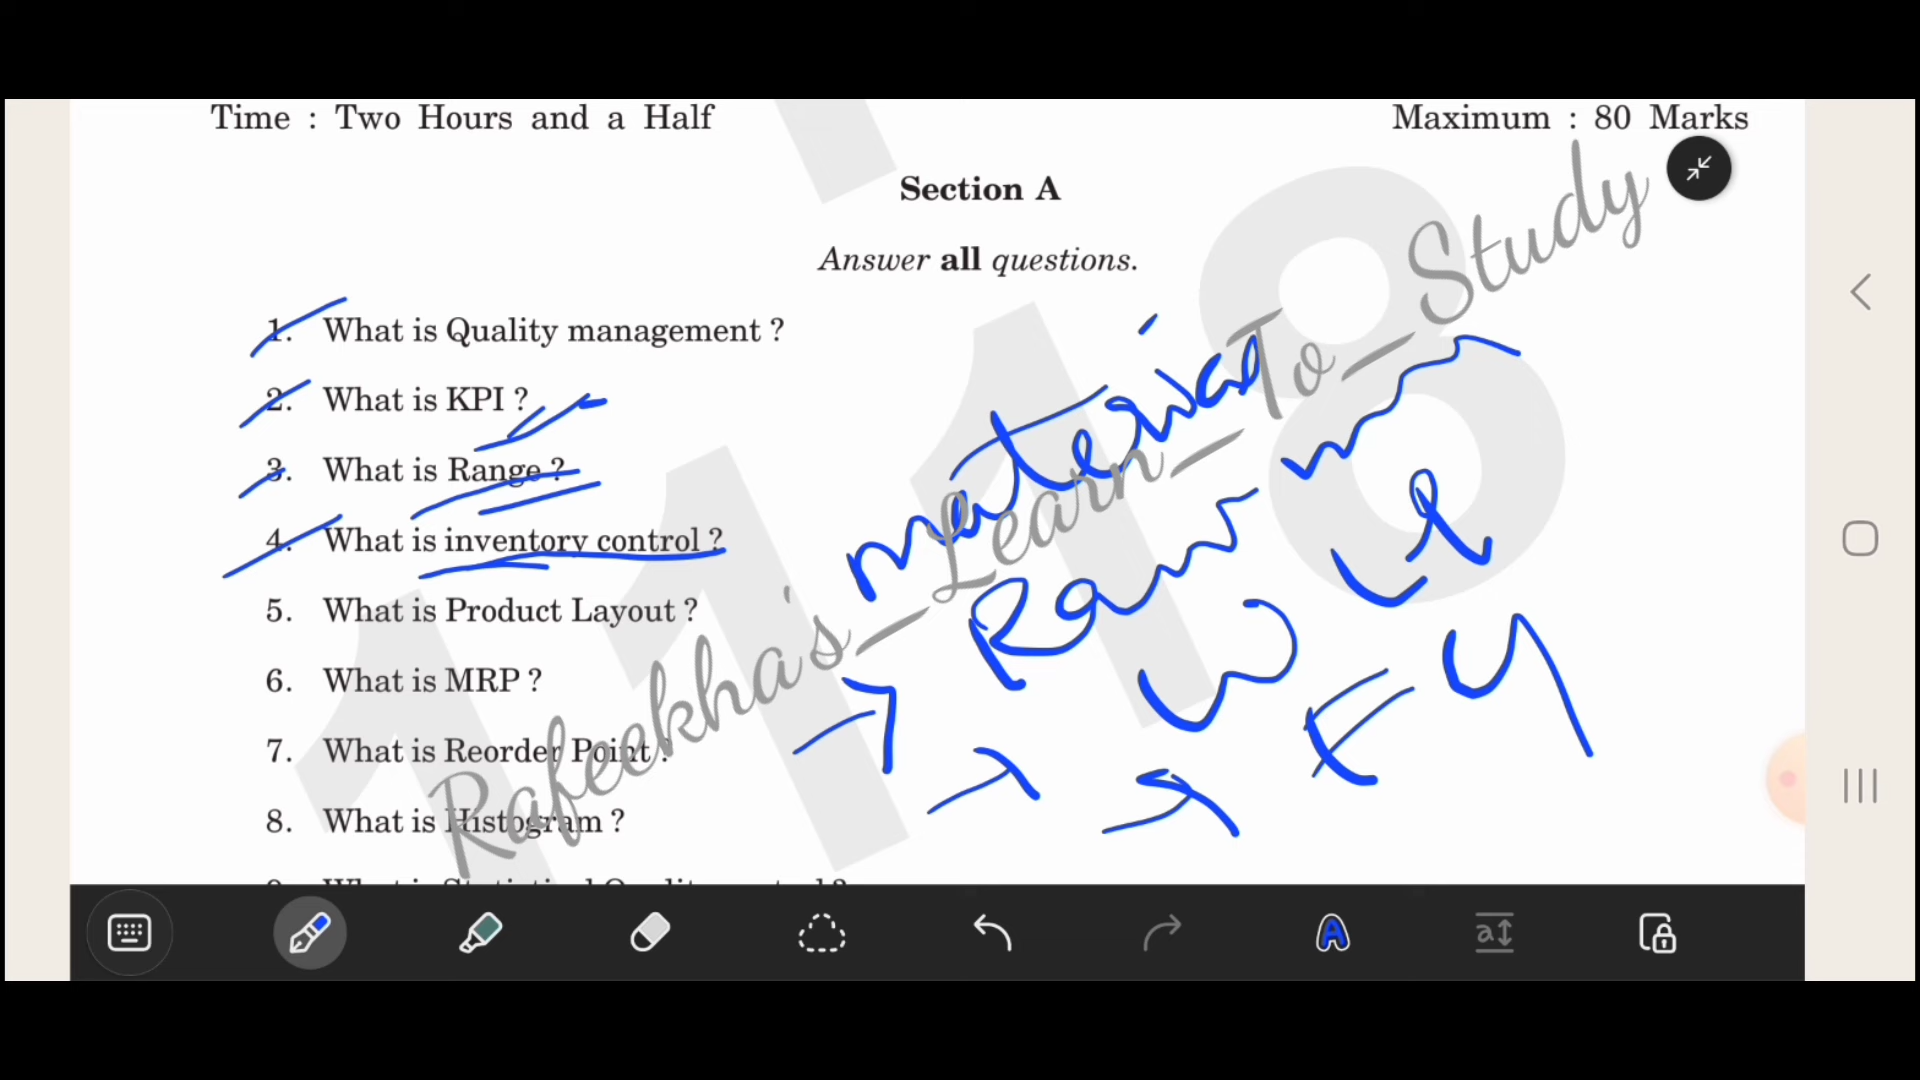 Time : Two Hours and a Half Maximum : 80 Marks
Section A
Answer all questions.
1. What is Quality management ?
2. What is KPI ?
3. What is Range ?
4. What is inventory control ?
5. What is Product Layout ?
6. What is MRP ?
7. What is Reorder Point ?
8. What is Histogram ?
material
Raw m
Rafeekha's_Learn_To_Study
118